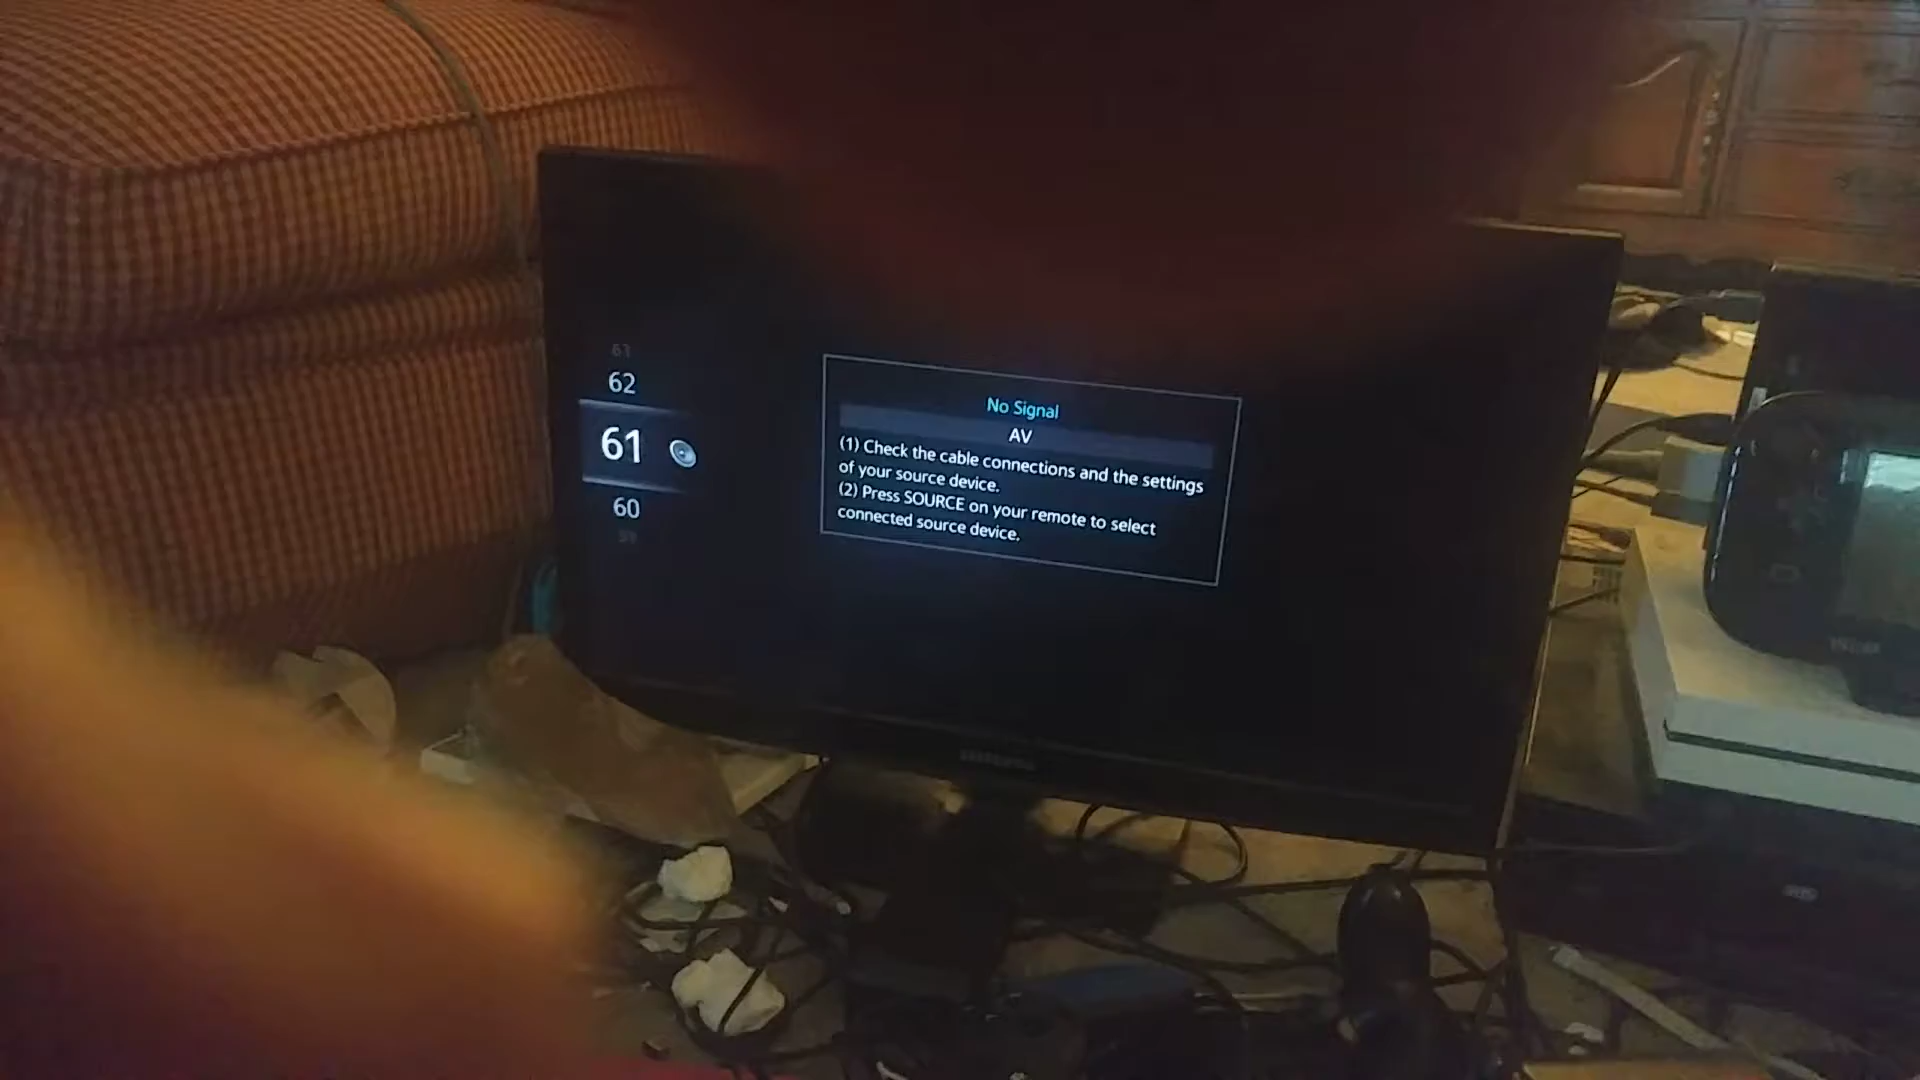 61
62
61
60
No Signal
AV
(1) Check the cable connections and the settings
of your source device.
(2) Press SOURCE on your remote to select
connected source device.